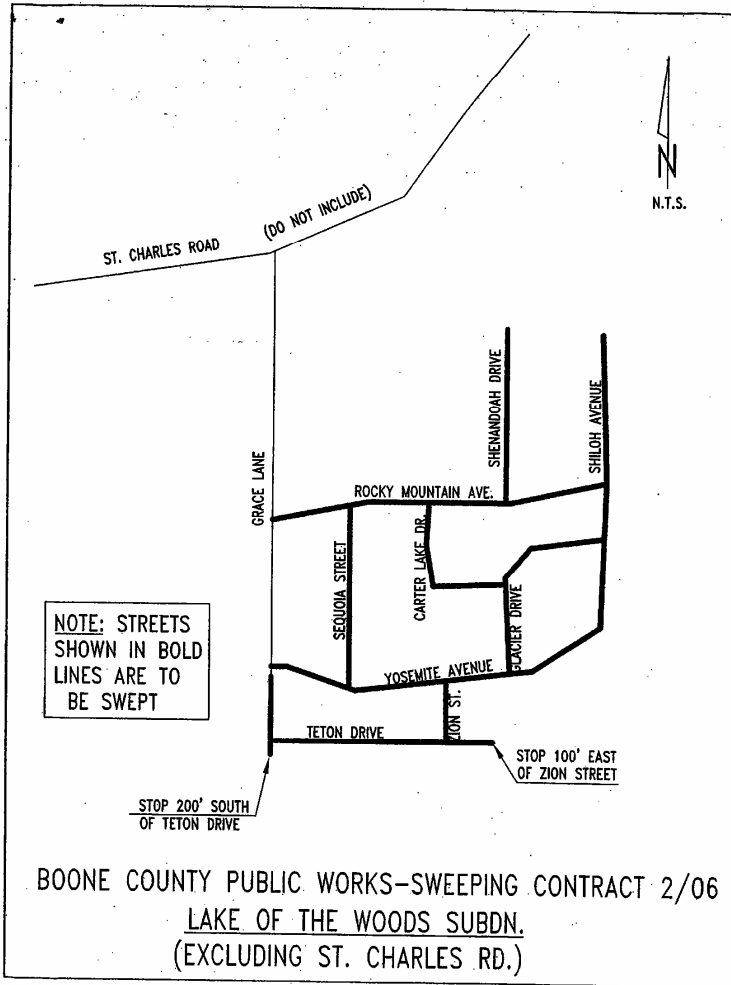 N
N.T.S.
(DO NOT INCLUDE)
ST. CHARLES ROAD
SHENANDOAH DRIVE
SHILOH AVENUE
GRACE LANE
ROCKY MOUNTAIN AVE.
SEQUOIA STREET
CARTER LAKE DR.
GLACIER DRIVE
NOTE: STREETS
SHOWN IN BOLD
LINES ARE TO
BE SWEPT
YOSEMITE AVENUE
ZION ST.
TETON DRIVE
STOP 100' EAST
OF ZION STREET
STOP 200' SOUTH
OF TETON DRIVE
BOONE COUNTY PUBLIC WORKS-SWEEPING CONTRACT 2/06
LAKE OF THE WOODS SUBDN.
(EXCLUDING ST. CHARLES RD.)